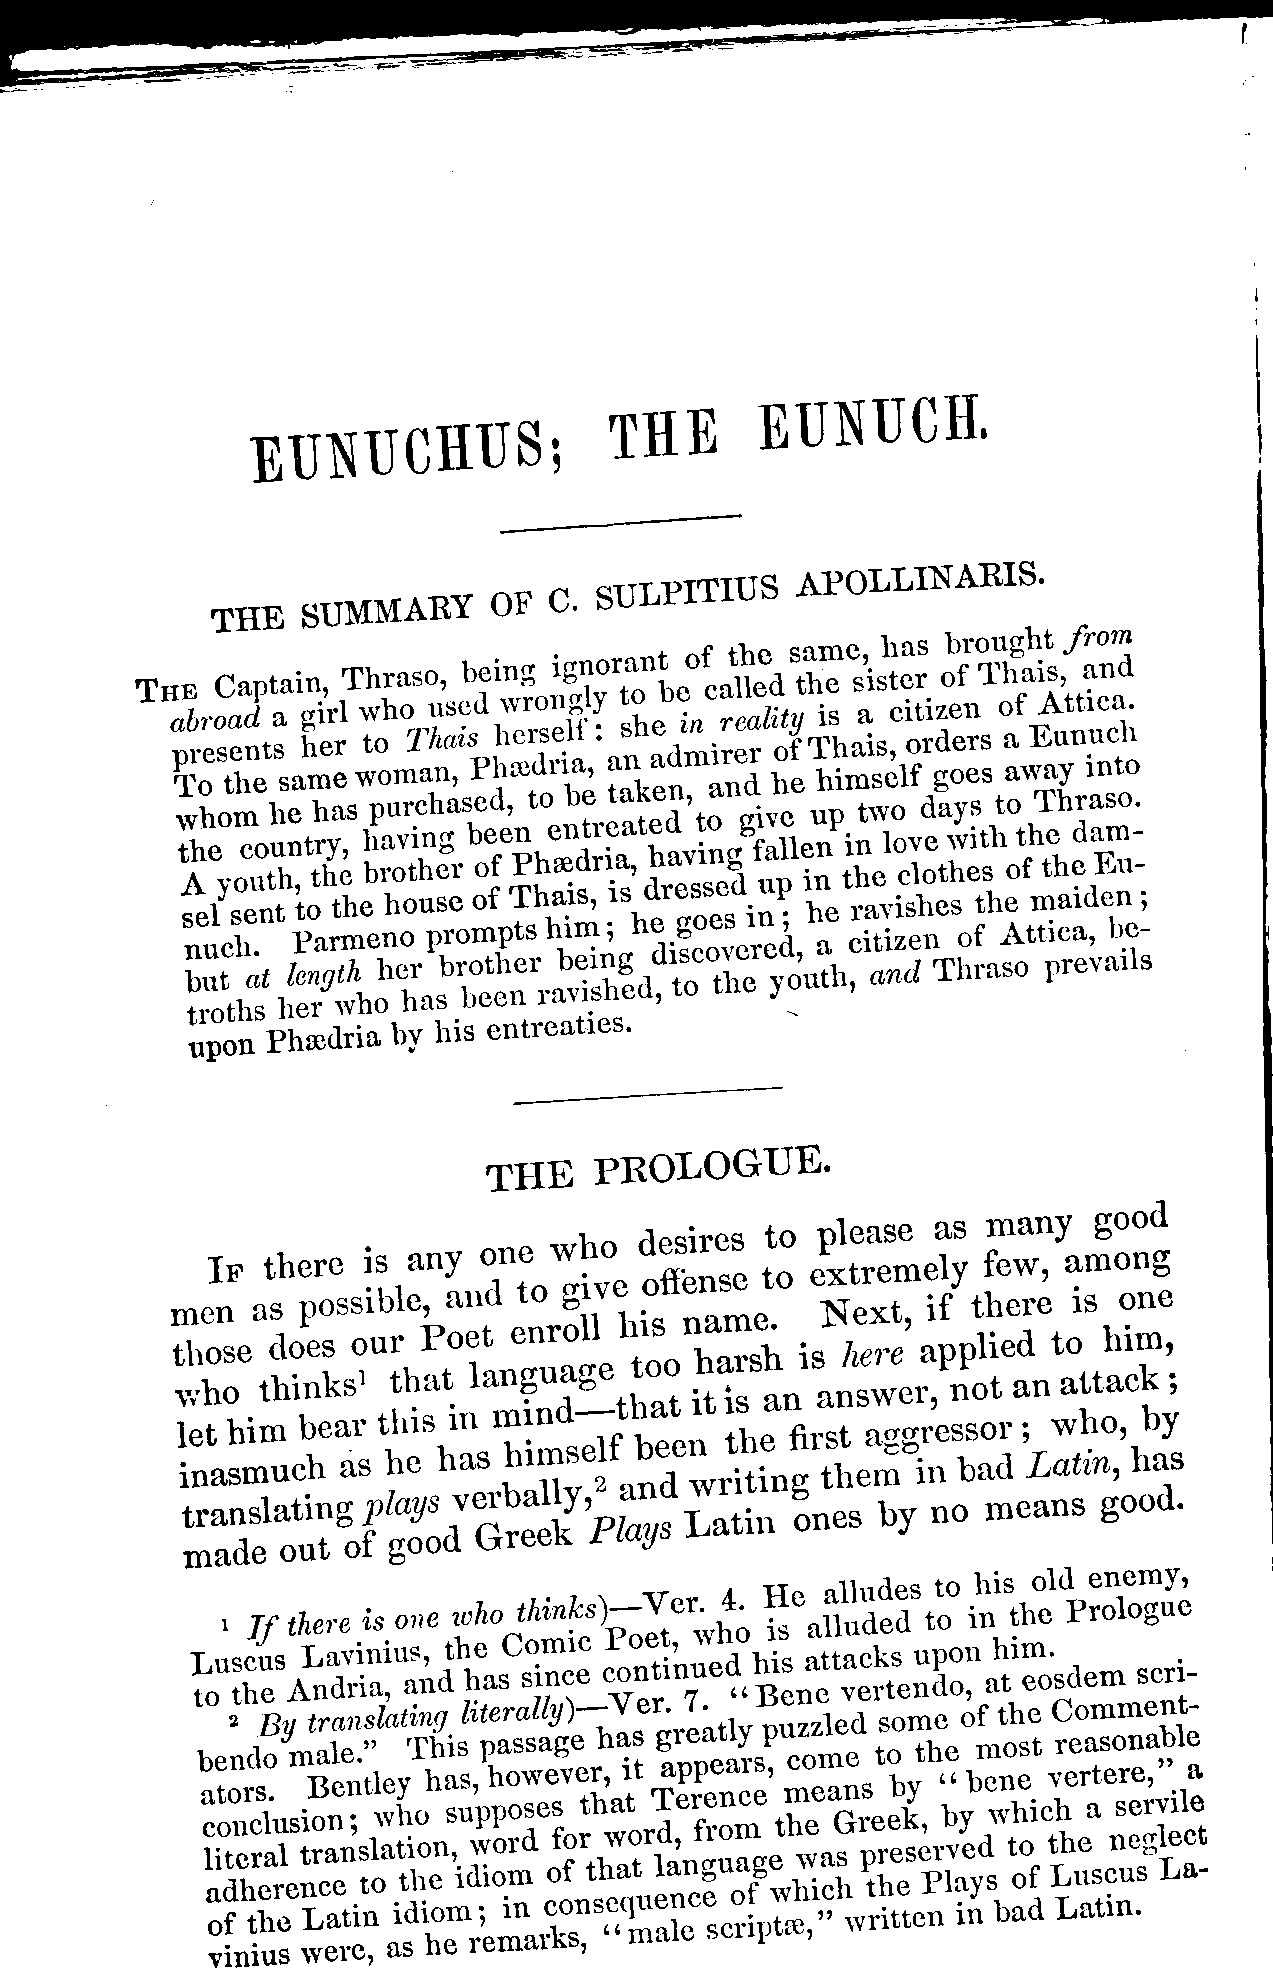 EUNUCHUS; THE EUNUCH.
THE SUMMARY OF C. SULPITIUS APOLLINARIS.
THE Captain, Thraso, being ignorant of the same, has brought from
abroad a girl who used wrongly to be called the sister of Thais, and
presents her to Thais herself: she in reality is a citizen of Attica.
To the same woman, Phædria, an admirer of Thais, orders a Eunuch
whom he has purchased, to be taken, and he himself goes away into
the country, having been entreated to give up two days to Thraso.
A youth, the brother of Phædria, having fallen in love with the dam-
sel sent to the house of Thais, is dressed up in the clothes of the Eu-
nuch. Parmeno prompts him; he goes in; he ravishes the maiden;
but at length her brother being discovered, a citizen of Attica, be-
troths her who has been ravished, to the youth, and Thraso prevails
upon Phædria by his entreaties.
THE PROLOGUE.
IF there is any one who desires to please as many good
men as possible, and to give offense to extremely few, among
those does our Poet enroll his name. Next, if there is one
who thinks¹ that language too harsh is here applied to him,
let him bear this in mind—that it is an answer, not an attack;
inasmuch as he has himself been the first aggressor; who, by
translating plays verbally,² and writing them in bad Latin, has
made out of good Greek Plays Latin ones by no means good.
¹ If there is one who thinks)—Ver. 4. He alludes to his old enemy,
Luscus Lavinius, the Comic Poet, who is alluded to in the Prologue
to the Andria, and has since continued his attacks upon him.
² By translating literally)—Ver. 7. "Bene vertendo, at eosdem scri-
bendo male." This passage has greatly puzzled some of the Comment-
ators. Bentley has, however, it appears, come to the most reasonable
conclusion; who supposes that Terence means by "bene vertere," a
literal translation, word for word, from the Greek, by which a servile
adherence to the idiom of that language was preserved to the neglect
of the Latin idiom; in consequence of which the Plays of Luscus La-
vinius were, as he remarks, "male scriptæ," written in bad Latin.